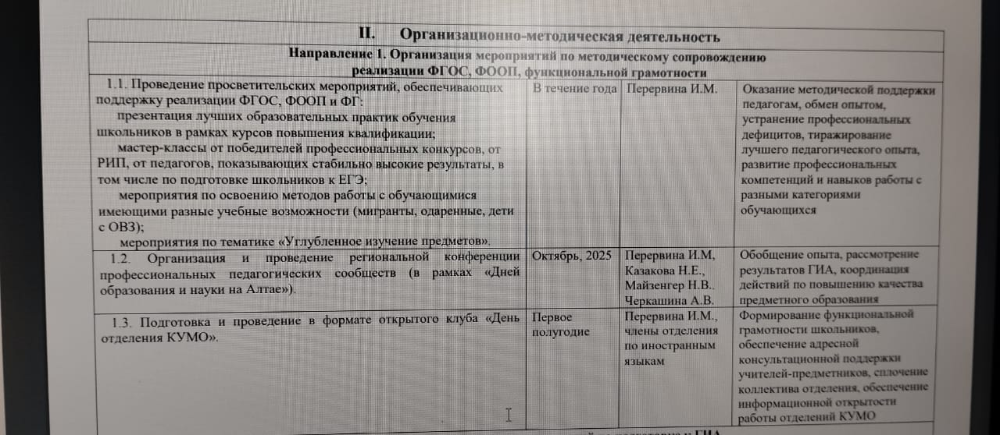 II. Организационно-методическая деятельность
Направление 1. Организация мероприятий по методическому сопровождению
реализации ФГОС, ФООП, функциональной грамотности
1.1. Проведение просветительских мероприятий, обеспечивающих
поддержку реализации ФГОС, ФООП и ФГ:
презентация лучших образовательных практик обучения
школьников в рамках курсов повышения квалификации;
мастер-классы от победителей профессиональных конкурсов, от
РИП, от педагогов, показывающих стабильно высокие результаты, в
том числе по подготовке школьников к ЕГЭ;
мероприятия по освоению методов работы с обучающимися
имеющими разные учебные возможности (мигранты, одаренные, дети
с ОВЗ);
мероприятия по тематике «Углубленное изучение предметов».
В течение года
Перервина И.М.
Оказание методической поддержки
педагогам, обмен опытом,
устранение профессиональных
дефицитов, тиражирование
лучшего педагогического опыта,
развитие профессиональных
компетенций и навыков работы с
разными категориями
обучающихся
1.2. Организация и проведение региональной конференции
профессиональных педагогических сообществ (в рамках «Дней
образования и науки на Алтае»).
Октябрь, 2025
Перервина И.М,
Казакова Н.Е.,
Майзенгер Н.В..
Черкашина А.В.
Обобщение опыта, рассмотрение
результатов ГИА, координация
действий по повышению качества
предметного образования
1.3. Подготовка и проведение в формате открытого клуба «День
отделения КУМО».
Первое
полугодие
Перервина И.М.,
члены отделения
по иностранным
языкам
Формирование функциональной
грамотности школьников,
обеспечение адресной
консультационной поддержки
учителей-предметников, сплочение
коллектива отделения, обеспечение
информационной открытости
работы отделений КУМО